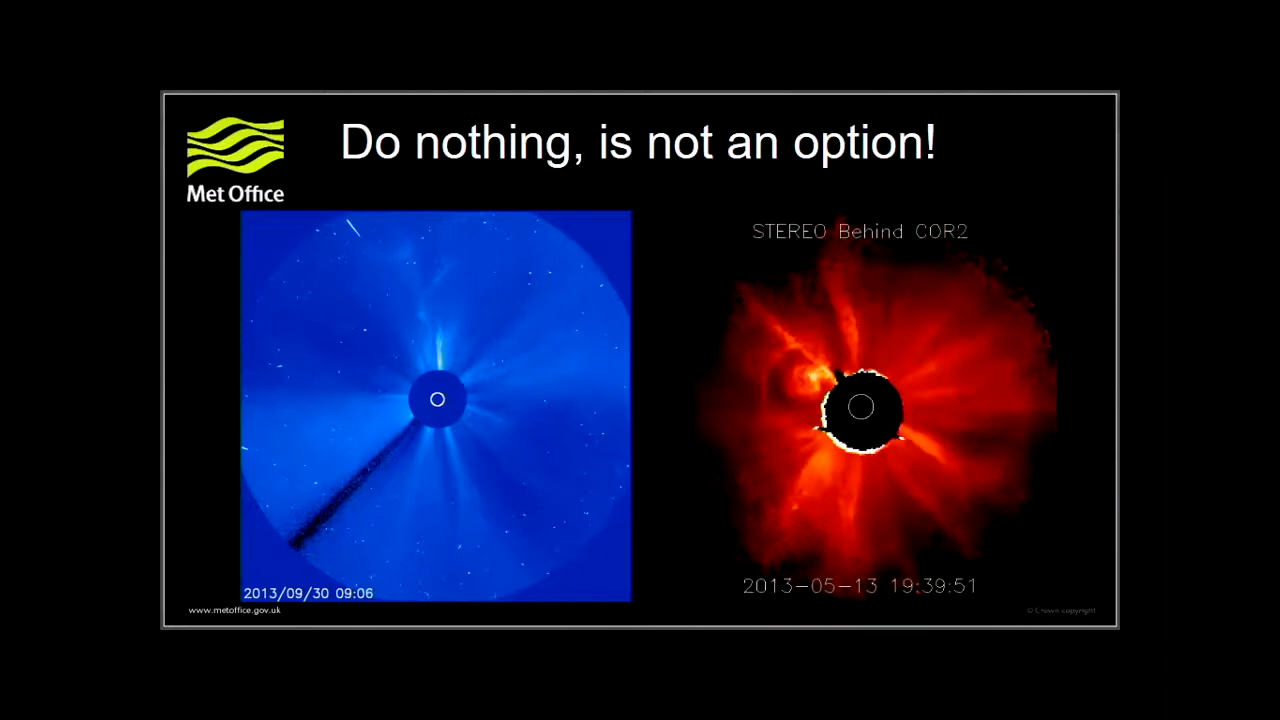 Do nothing, is not an option!
Met Office
STEREO Behind COR2
2013/09/30 09:06
2013-05-13 19:39:51
www.metoffice.gov.uk
© Crown copyright